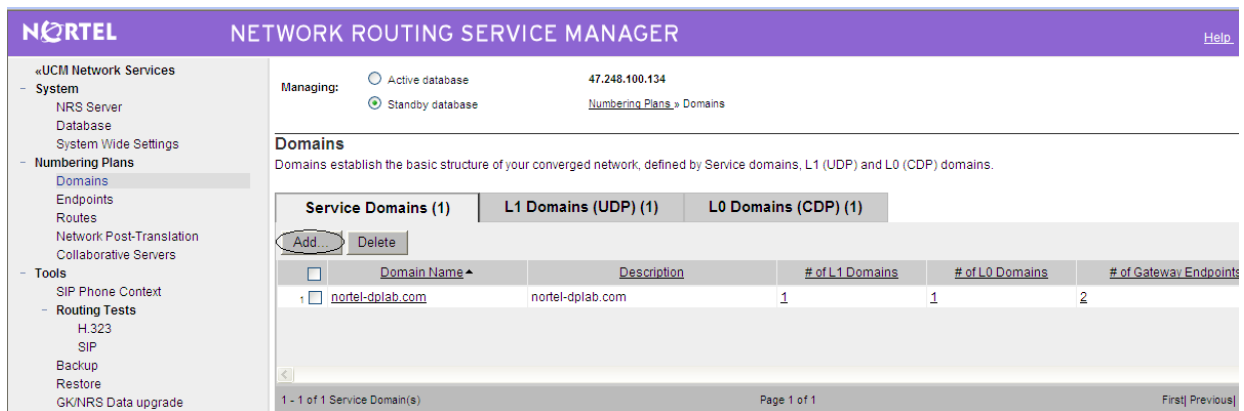 NORTEL
NETWORK ROUTING SERVICE MANAGER
Help
«UCM Network Services
- System
NRS Server
Database
System Wide Settings
- Numbering Plans
Domains
Endpoints
Routes
Network Post-Translation
Collaborative Servers
- Tools
SIP Phone Context
- Routing Tests
H.323
SIP
Backup
Restore
GK/NRS Data upgrade
Managing:
Active database
Standby database
47.248.100.134
Numbering Plans » Domains
Domains
Domains establish the basic structure of your converged network, defined by Service domains, L1 (UDP) and L0 (CDP) domains.
Service Domains (1) L1 Domains (UDP) (1) L0 Domains (CDP) (1)
Add... Delete
Domain Name Description # of L1 Domains # of L0 Domains # of Gateway Endpoints
1 nortel-dplab.com nortel-dplab.com 1 1 2
1 - 1 of 1 Service Domain(s) Page 1 of 1 First| Previous|